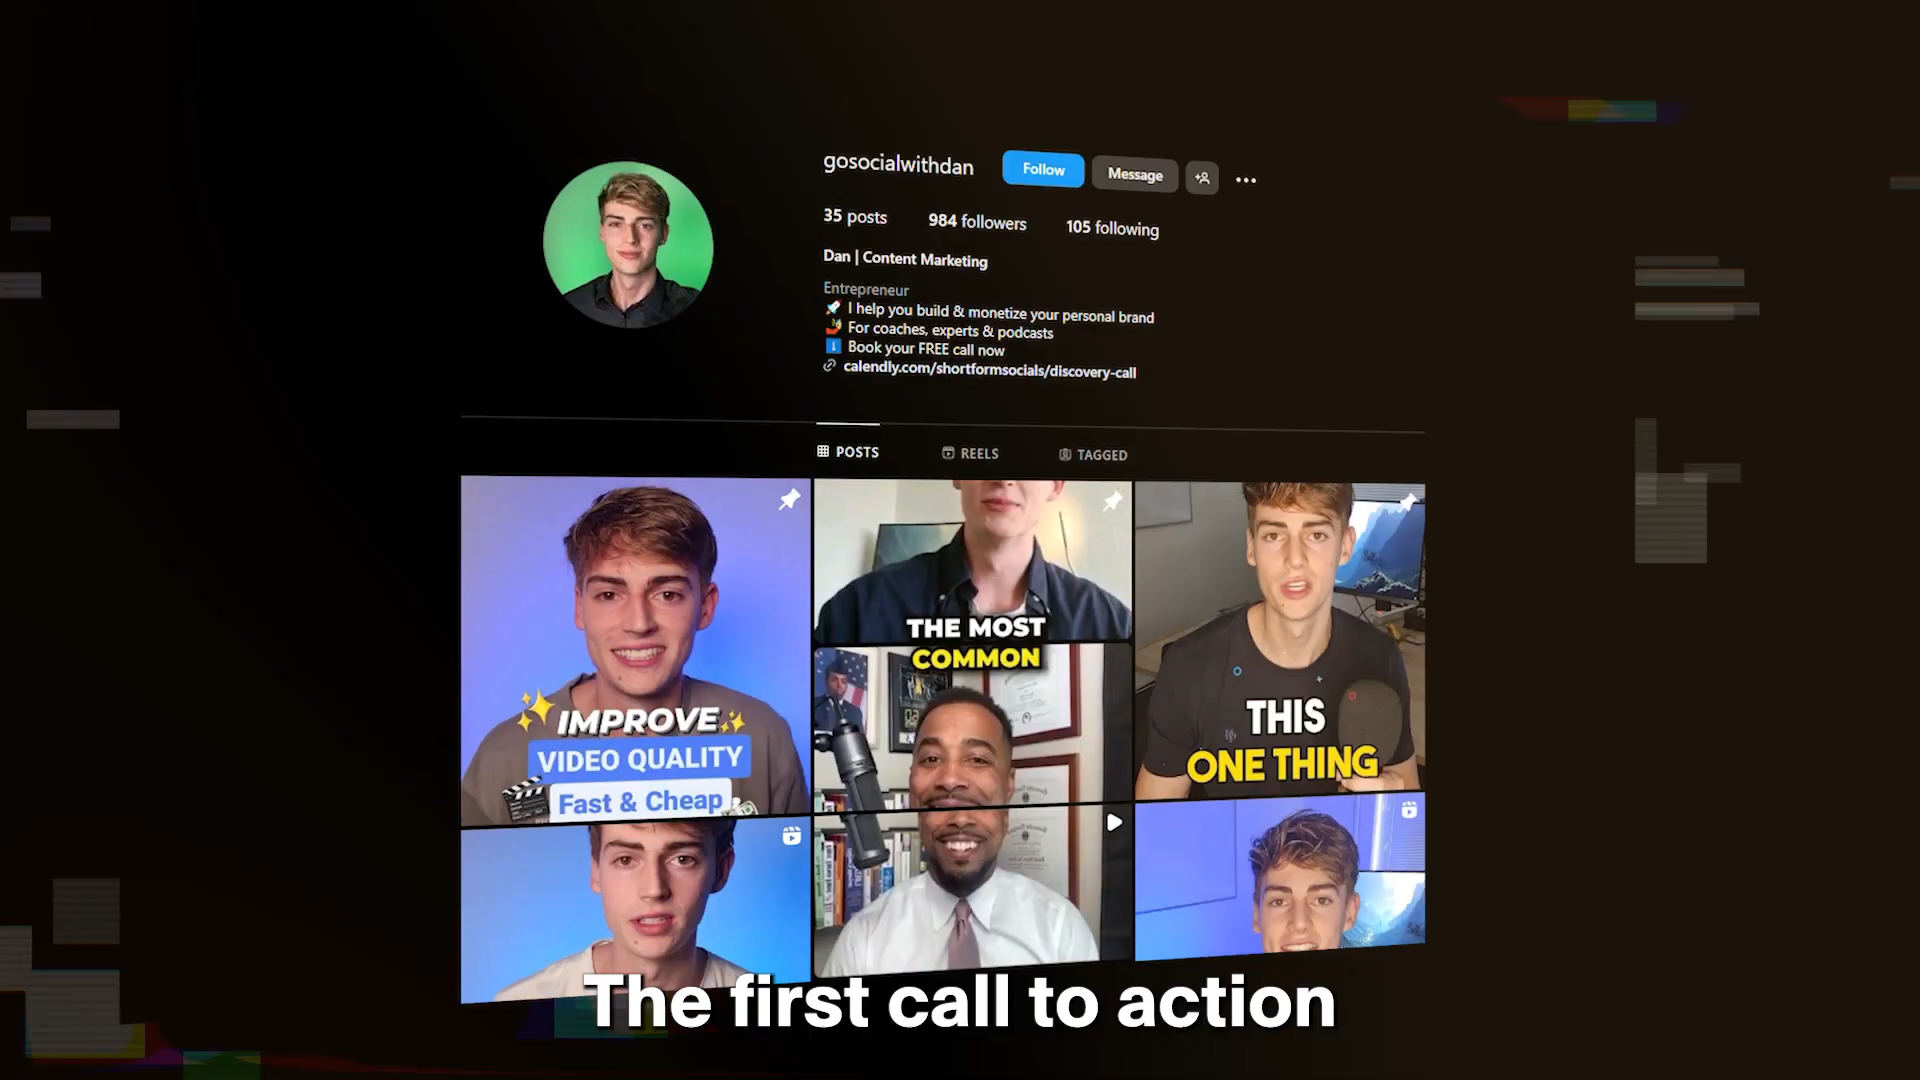 gosocialwithdan
Follow
Message
35 posts
984 followers
105 following
Dan | Content Marketing
Entrepreneur
🚀 I help you build & monetize your personal brand
For coaches, experts & podcasts
⬇️ Book your FREE call now
calendly.com/shortformsocials/discovery-call
POSTS
REELS
TAGGED
✨IMPROVE✨
VIDEO QUALITY
Fast & Cheap
THE MOST
COMMON
THIS
ONE THING
The first call to action